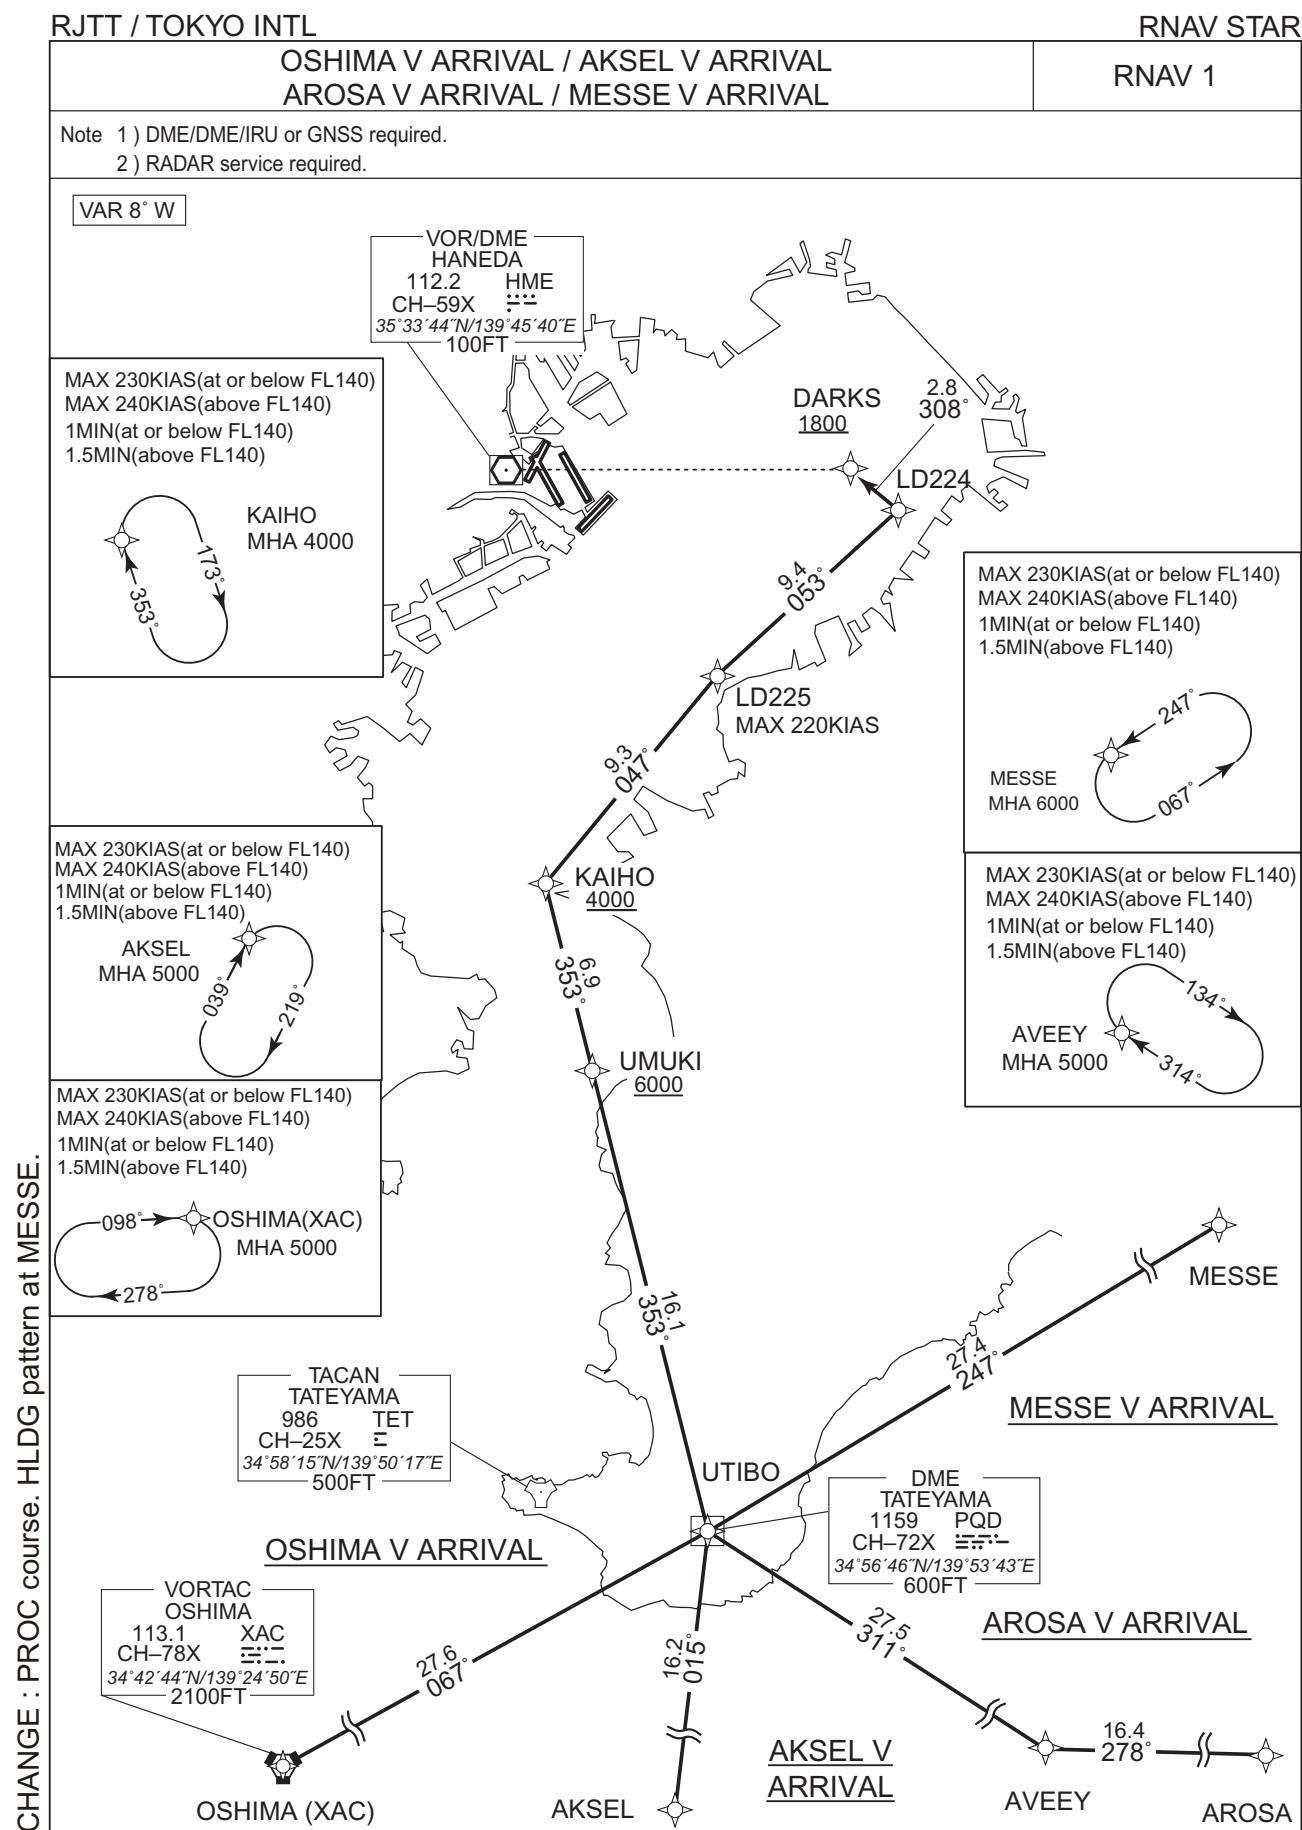 RJTT / TOKYO INTL
RNAV STAR
OSHIMA V ARRIVAL / AKSEL V ARRIVAL
AROSA V ARRIVAL / MESSE V ARRIVAL
RNAV 1
Note 1 ) DME/DME/IRU or GNSS required.
2 ) RADAR service required.
VAR 8° W
VOR/DME
HANEDA
112.2 HME
CH–59X
35°33´44˝N/139°45´40˝E
100FT
MAX 230KIAS(at or below FL140)
MAX 240KIAS(above FL140)
1MIN(at or below FL140)
1.5MIN(above FL140)
KAIHO
MHA 4000
173°
353°
DARKS
1800
2.8
308°
LD224
9.4
053°
LD225
MAX 220KIAS
9.3
047°
MAX 230KIAS(at or below FL140)
MAX 240KIAS(above FL140)
1MIN(at or below FL140)
1.5MIN(above FL140)
247°
MESSE
MHA 6000
067°
MAX 230KIAS(at or below FL140)
MAX 240KIAS(above FL140)
1MIN(at or below FL140)
1.5MIN(above FL140)
AKSEL
MHA 5000
039°
219°
KAIHO
4000
6.9
353°
MAX 230KIAS(at or below FL140)
MAX 240KIAS(above FL140)
1MIN(at or below FL140)
1.5MIN(above FL140)
134°
AVEEY
MHA 5000
314°
UMUKI
6000
MAX 230KIAS(at or below FL140)
MAX 240KIAS(above FL140)
1MIN(at or below FL140)
1.5MIN(above FL140)
098°
OSHIMA(XAC)
MHA 5000
278°
16.1
353°
MESSE
27.4
247°
MESSE V ARRIVAL
TACAN
TATEYAMA
986 TET
CH–25X
34°58´15˝N/139°50´17˝E
500FT
UTIBO
DME
TATEYAMA
1159 PQD
CH–72X
34°56´46˝N/139°53´43˝E
600FT
OSHIMA V ARRIVAL
VORTAC
OSHIMA
113.1 XAC
CH–78X
34°42´44˝N/139°24´50˝E
2100FT
27.6
067°
16.2
015°
27.5
311°
AROSA V ARRIVAL
16.4
278°
AKSEL V
ARRIVAL
OSHIMA (XAC)
AKSEL
AVEEY
AROSA
CHANGE : PROC course. HLDG pattern at MESSE.